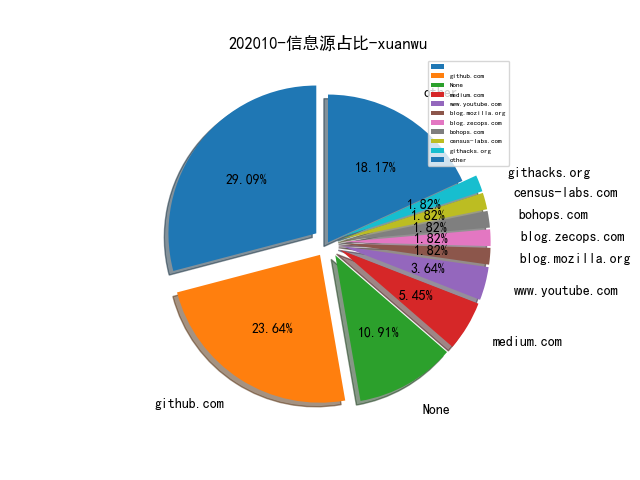 202010-信息源占比-xuanwu
github.com
None
medium.com
www.youtube.com
blog.mozilla.org
blog.zecops.com
bohops.com
census-labs.com
githacks.org
other
29.09%
18.17%
1.82%
1.82%
1.82%
1.82%
1.82%
3.64%
5.45%
10.91%
23.64%
githacks.org
census-labs.com
bohops.com
blog.zecops.com
blog.mozilla.org
www.youtube.com
medium.com
None
github.com